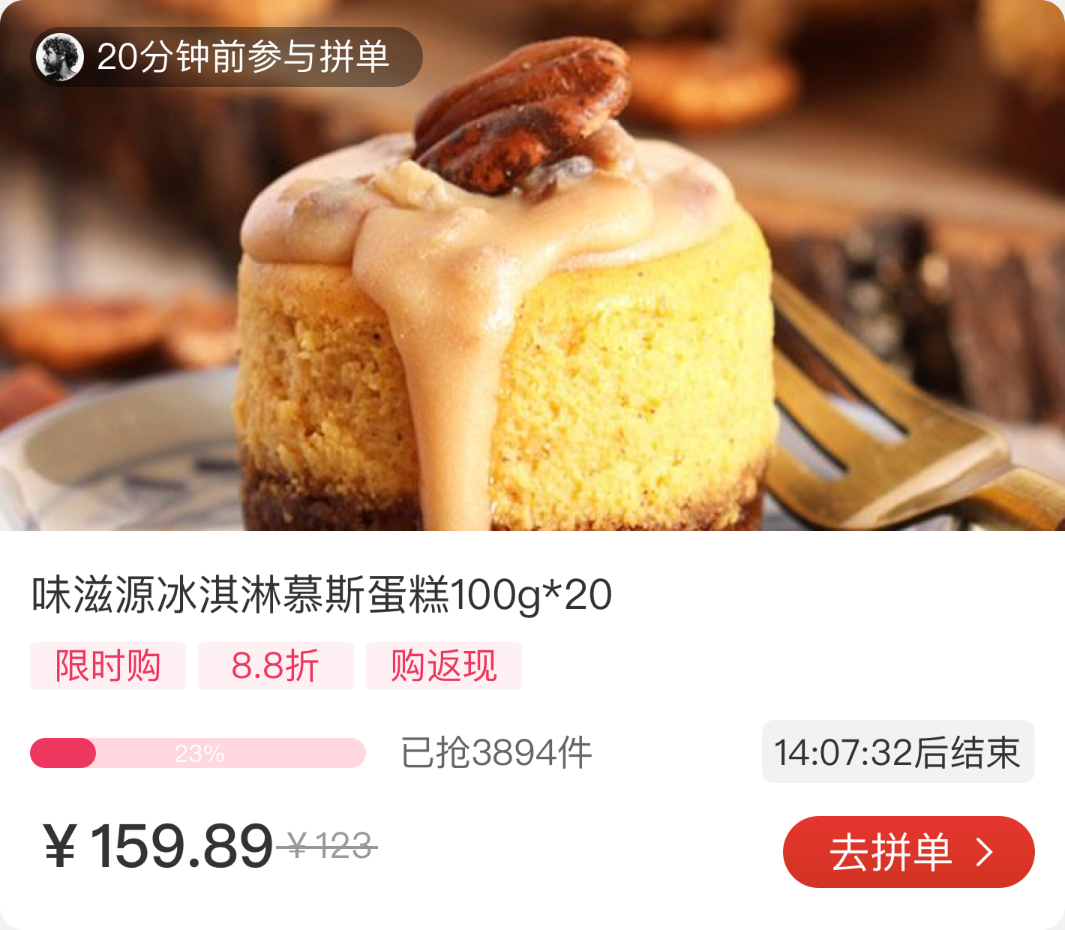 20分钟前参与拼单
味滋源冰淇淋慕斯蛋糕100g*20
限时购 8.8折 购返现
23% 已抢3894件 14:07:32后结束
¥159.89 ¥123 去拼单